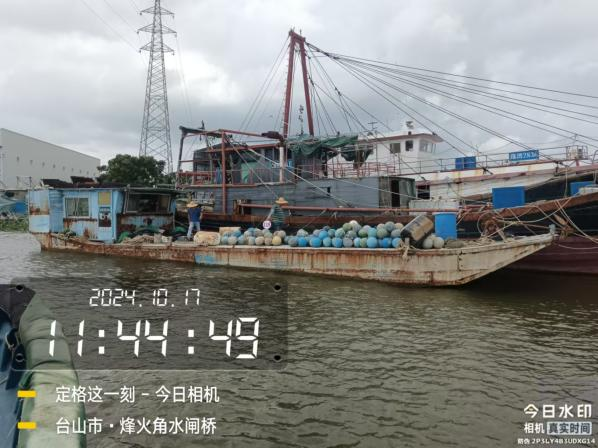 2024.10.17
11:44:49
定格这一刻 - 今日相机
台山市·烽火角水闸桥
今日水印
相机 真实时间
防伪 2P3LY4B3UDXG14